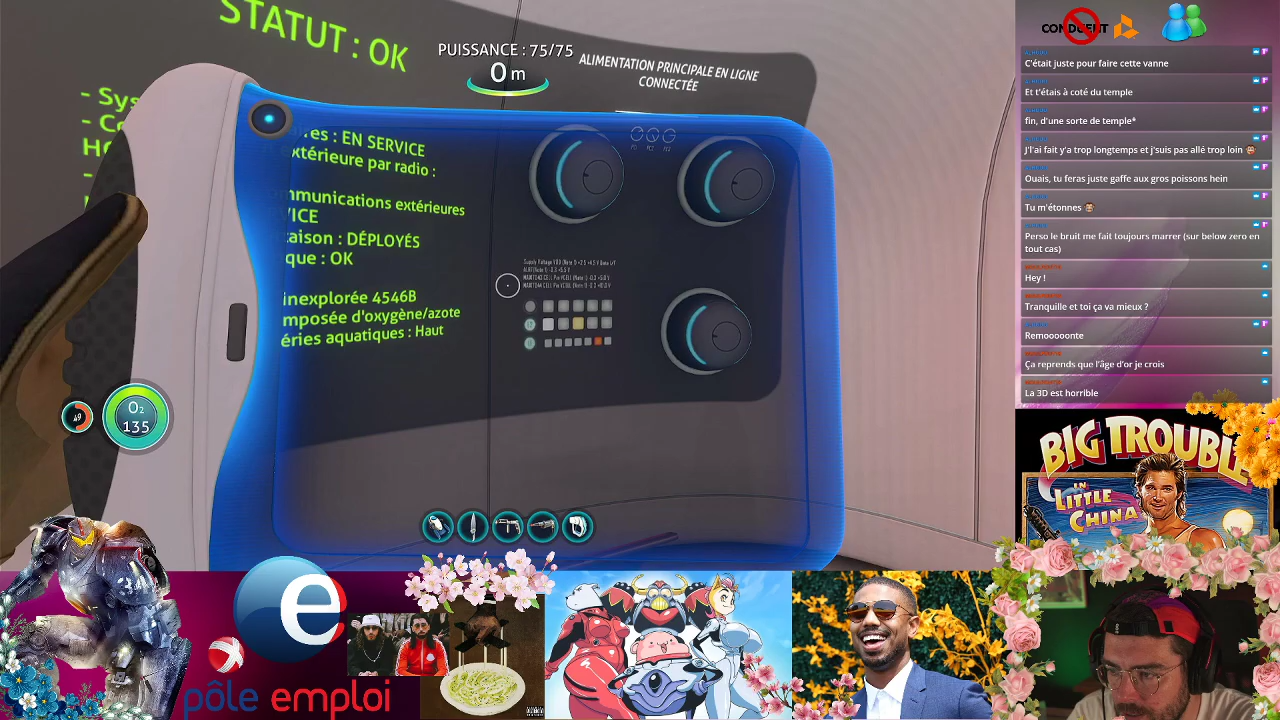 STATUT : OK
PUISSANCE : 75/75
0 m
ALIMENTATION PRINCIPALE EN LIGNE
CONNECTÉE
- Sys
- Co
: EN SERVICE
xtérieure par radio :
mmunications extérieures
VICE
aison : DÉPLOYÉS
que : OK
inexplorée 4546B
mposée d'oxygène/azote
éries aquatiques : Haut
49
O2
135
CONDUENT
C'était juste pour faire cette vanne
Et t'étais à coté du temple
fin, d'une sorte de temple*
J'l'ai fait y'a trop longtemps et j'suis pas allé trop loin
Ouais, tu feras juste gaffe aux gros poissons hein
Tu m'étonnes
Perso le bruit me fait toujours marrer (sur below zero en
tout cas)
Hey !
Tranquille et toi ça va mieux ?
Remooooonte
Ça reprends que l'âge d'or je crois
La 3D est horrible
BIG TROUBLE
IN
LITTLE
CHINA
e
pôle emploi